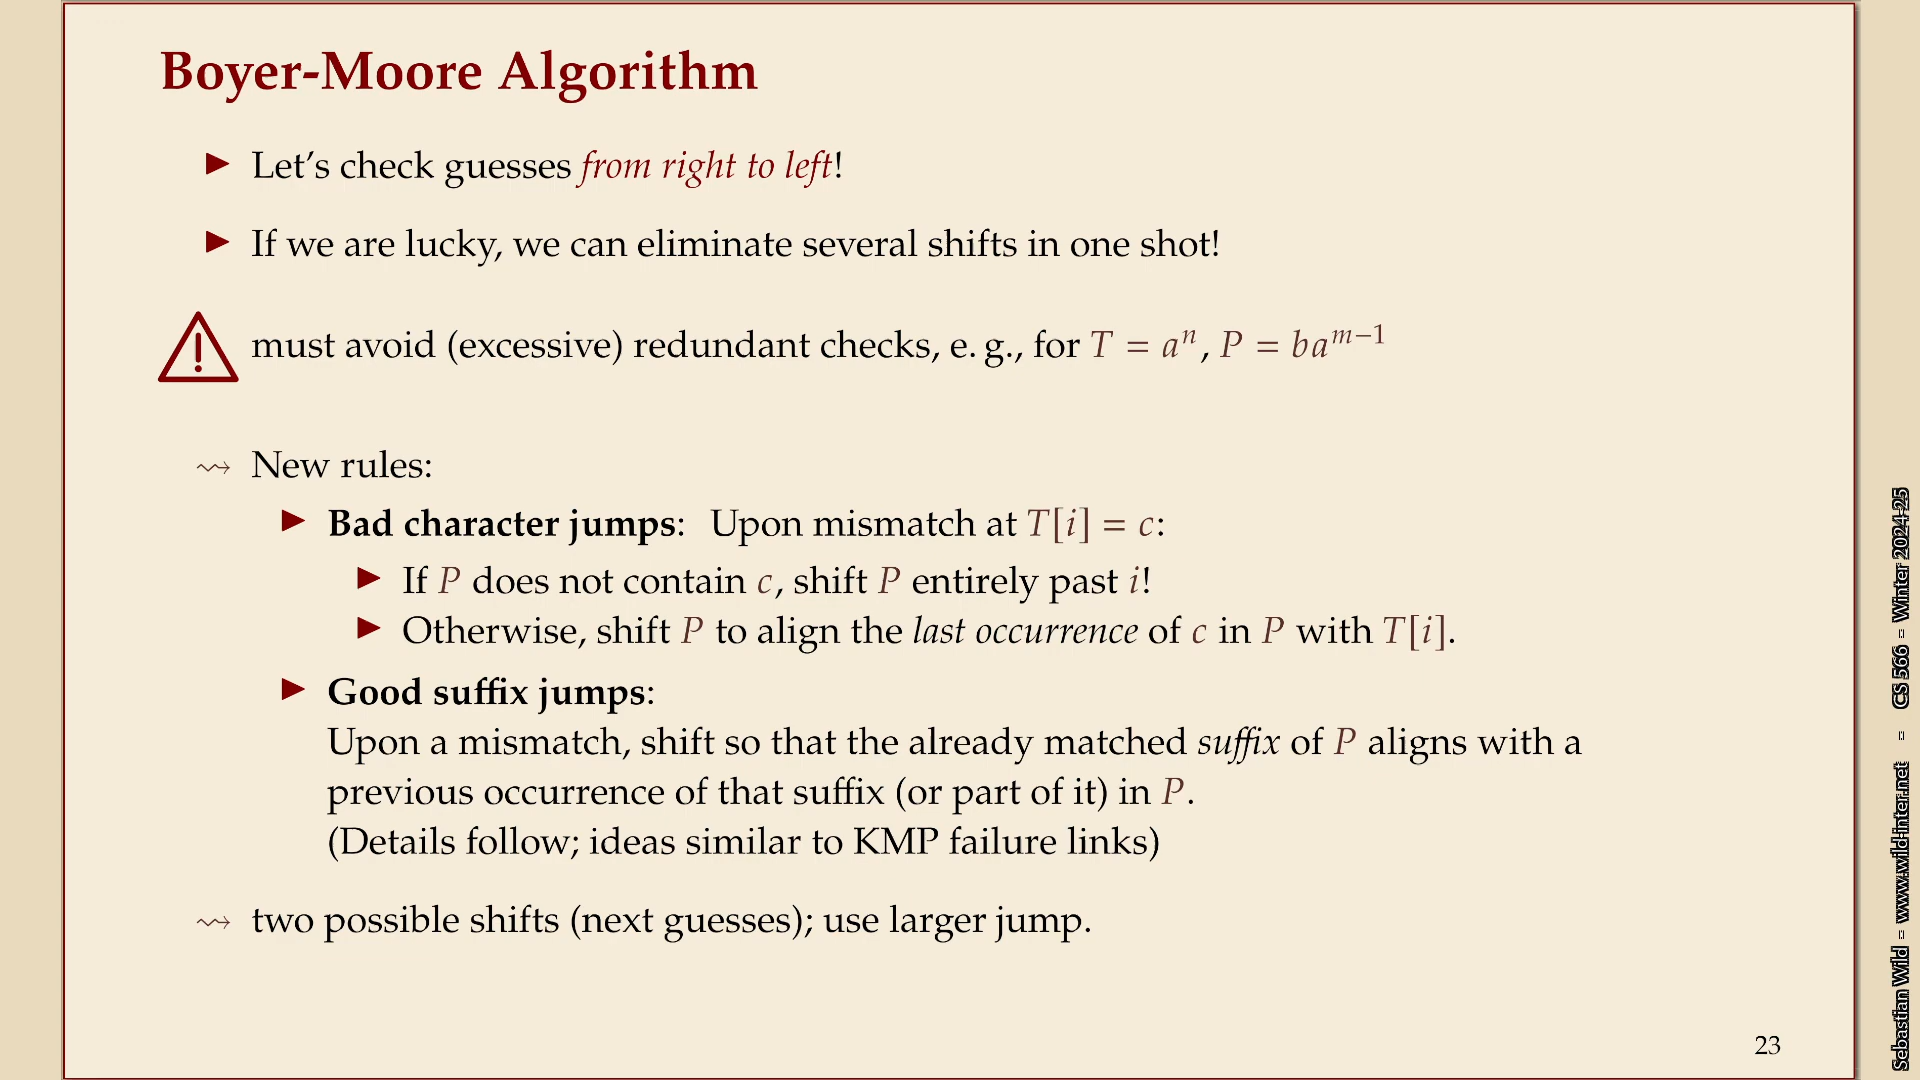 Boyer-Moore Algorithm
▶ Let's check guesses from right to left!
▶ If we are lucky, we can eliminate several shifts in one shot!
must avoid (excessive) redundant checks, e. g., for T = aⁿ, P = baᵐ⁻¹
⇝ New rules:
▶ Bad character jumps: Upon mismatch at T[i] = c:
▶ If P does not contain c, shift P entirely past i!
▶ Otherwise, shift P to align the last occurrence of c in P with T[i].
▶ Good suffix jumps:
Upon a mismatch, shift so that the already matched suffix of P aligns with a
previous occurrence of that suffix (or part of it) in P.
(Details follow; ideas similar to KMP failure links)
⇝ two possible shifts (next guesses); use larger jump.
23
Sebastian Wild – www.wild-inter.net – CS 566 – Winter 2024-25